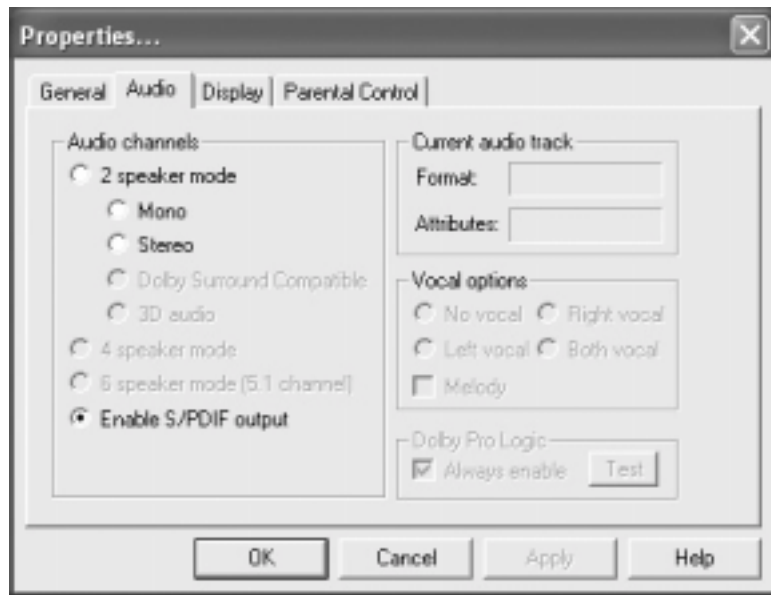 Properties...
General Audio Display Parental Control
Audio channels
2 speaker mode
Mono
Stereo
Dolby Surround Compatible
3D audio
4 speaker mode
6 speaker mode (5.1 channel)
Enable S/PDIF output
Current audio track
Format:
Attributes:
Vocal options
No vocal Right vocal
Left vocal Both vocal
Melody
Dolby Pro Logic
Always enable Test
OK Cancel Apply Help